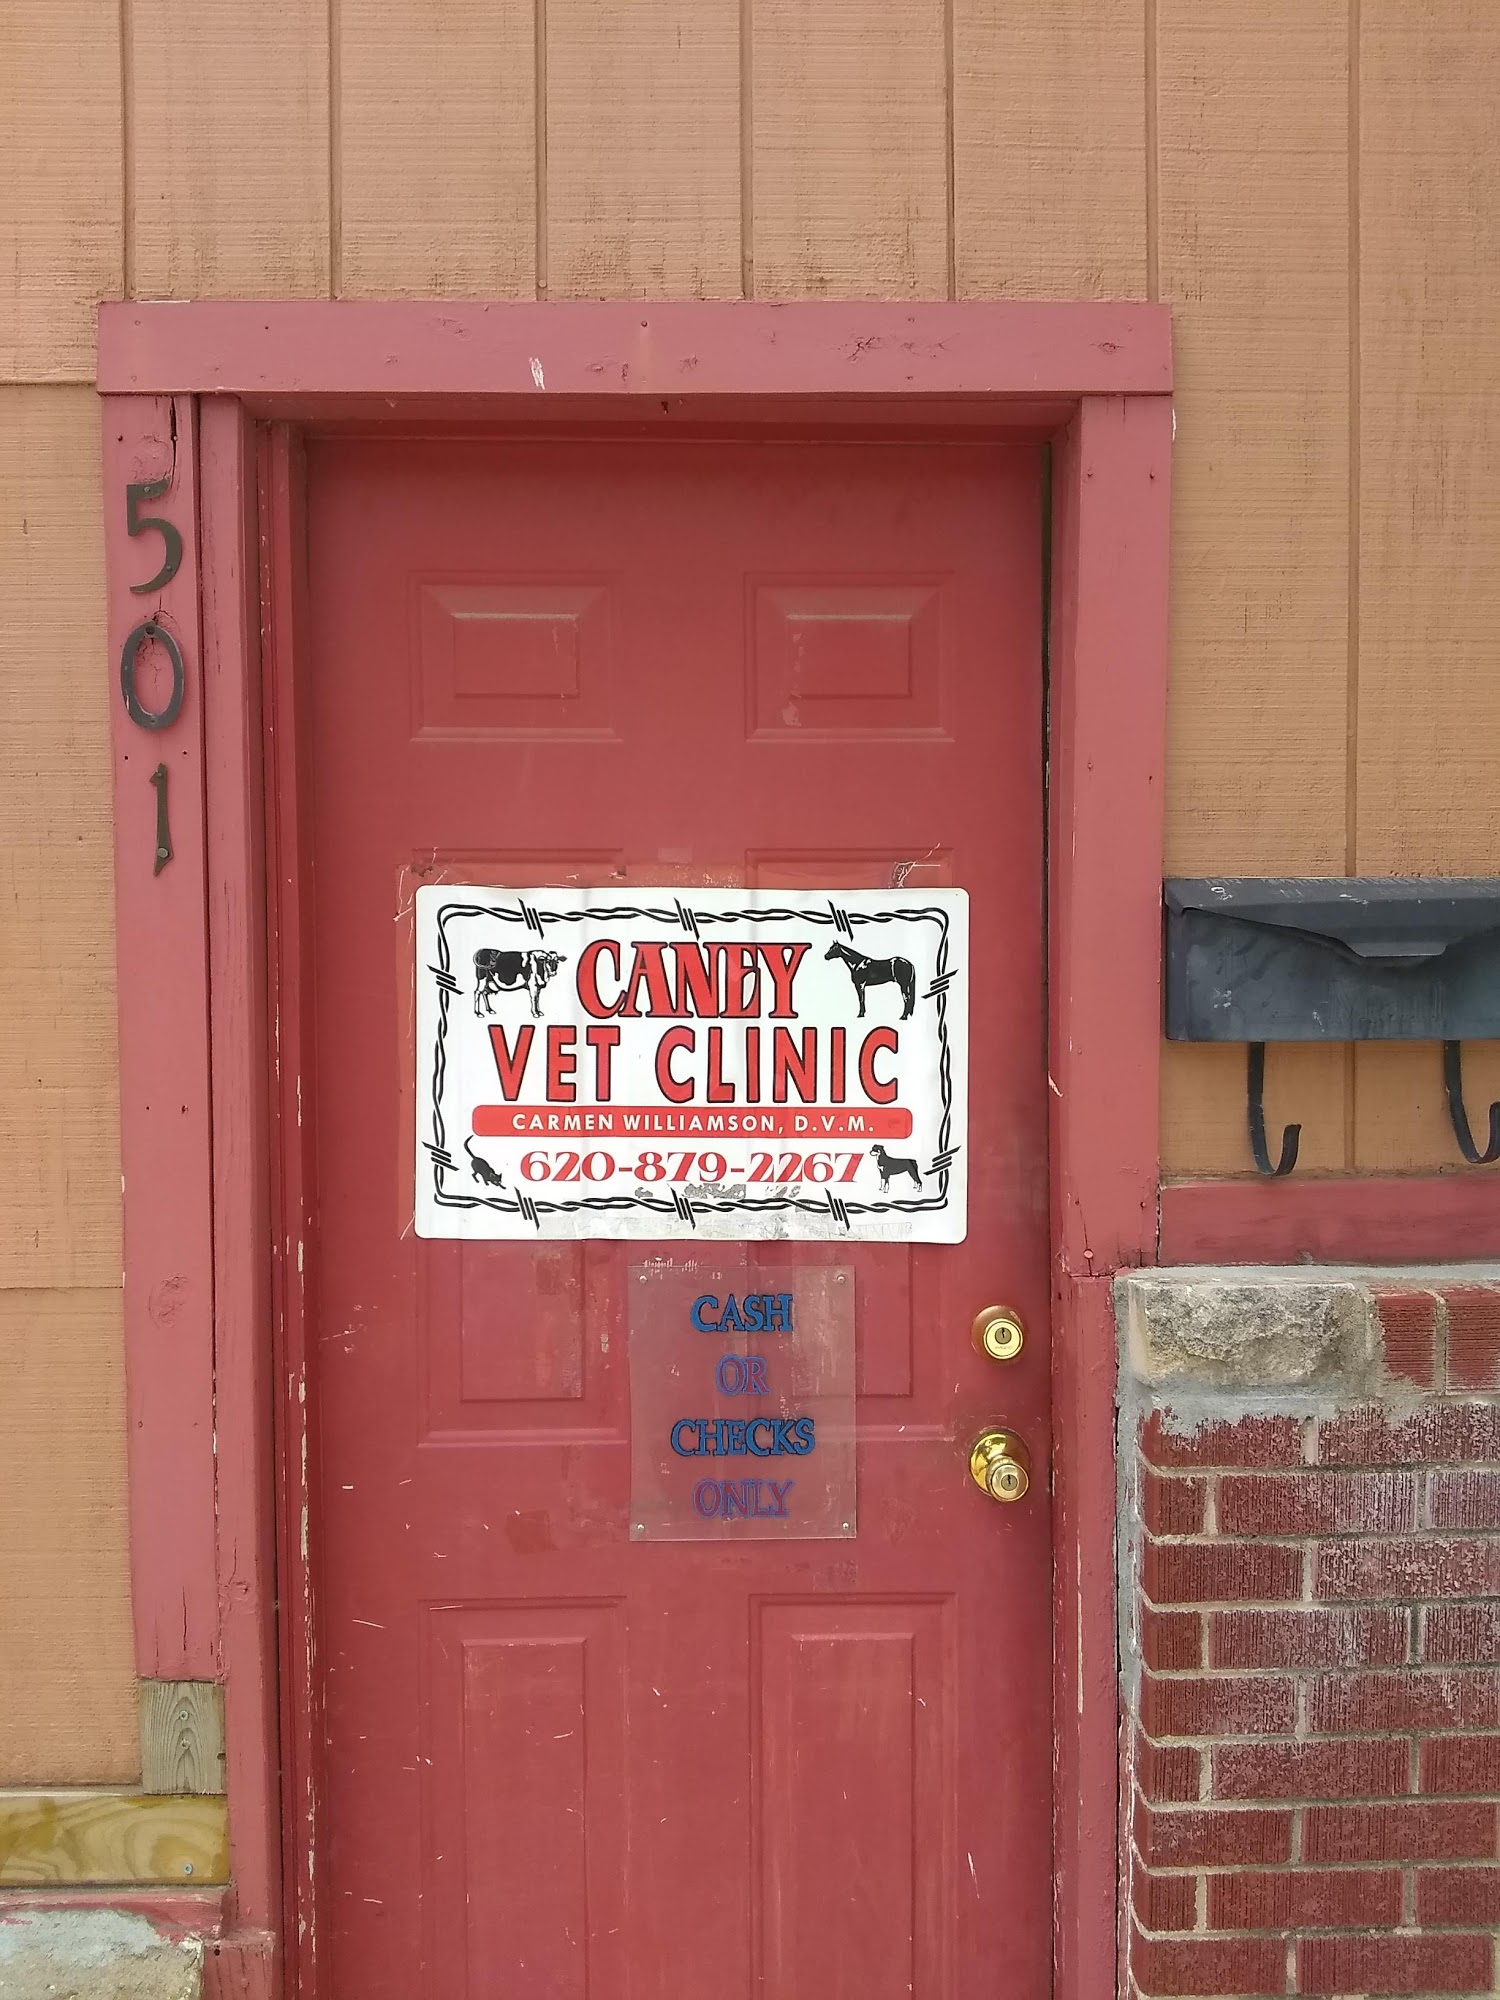 501
CANEY
VET CLINIC
CARMEN WILLIAMSON, D.V.M.
620-879-2267
CASH
OR
CHECKS
ONLY